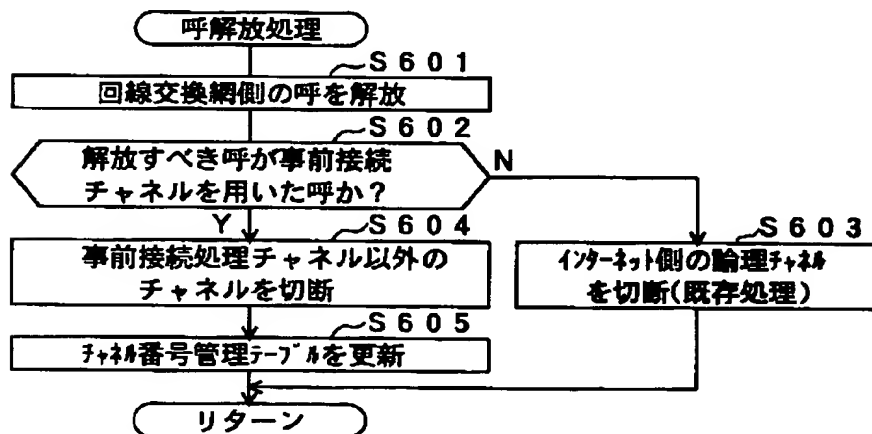 呼解放処理
S601
回線交換網側の呼を解放
S602
解放すべき呼が事前接続
チャネルを用いた呼か?
N
Y
S604
事前接続処理チャネル以外の
チャネルを切断
S603
インターネット側の論理チャネル
を切断(既存処理)
S605
チャネル番号管理テーブルを更新
リターン